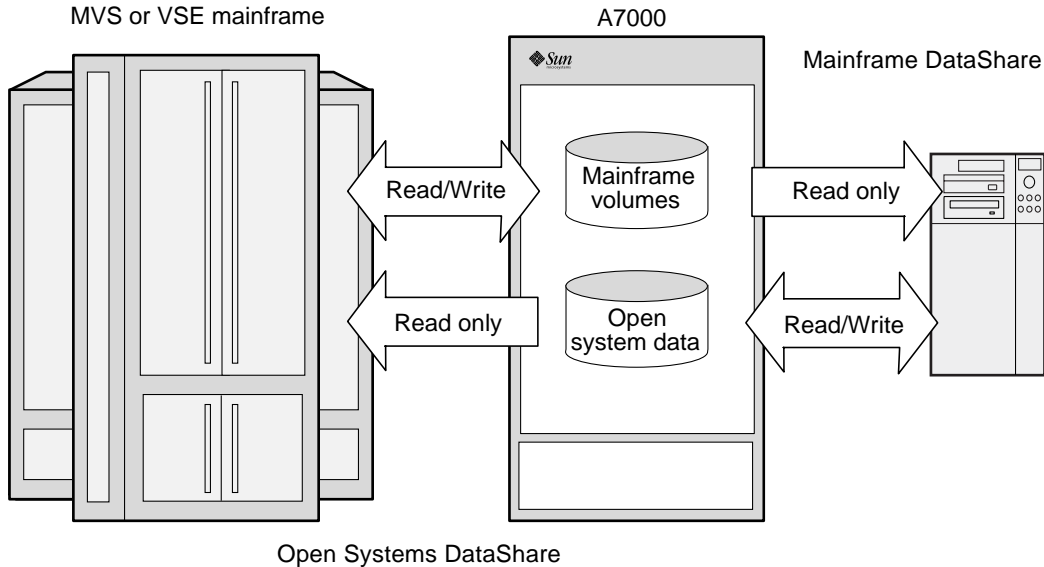 MVS or VSE mainframe
A7000
Mainframe DataShare
Sun
microsystems
Read/Write
Mainframe
volumes
Read only
Read only
Open
system data
Read/Write
Open Systems DataShare